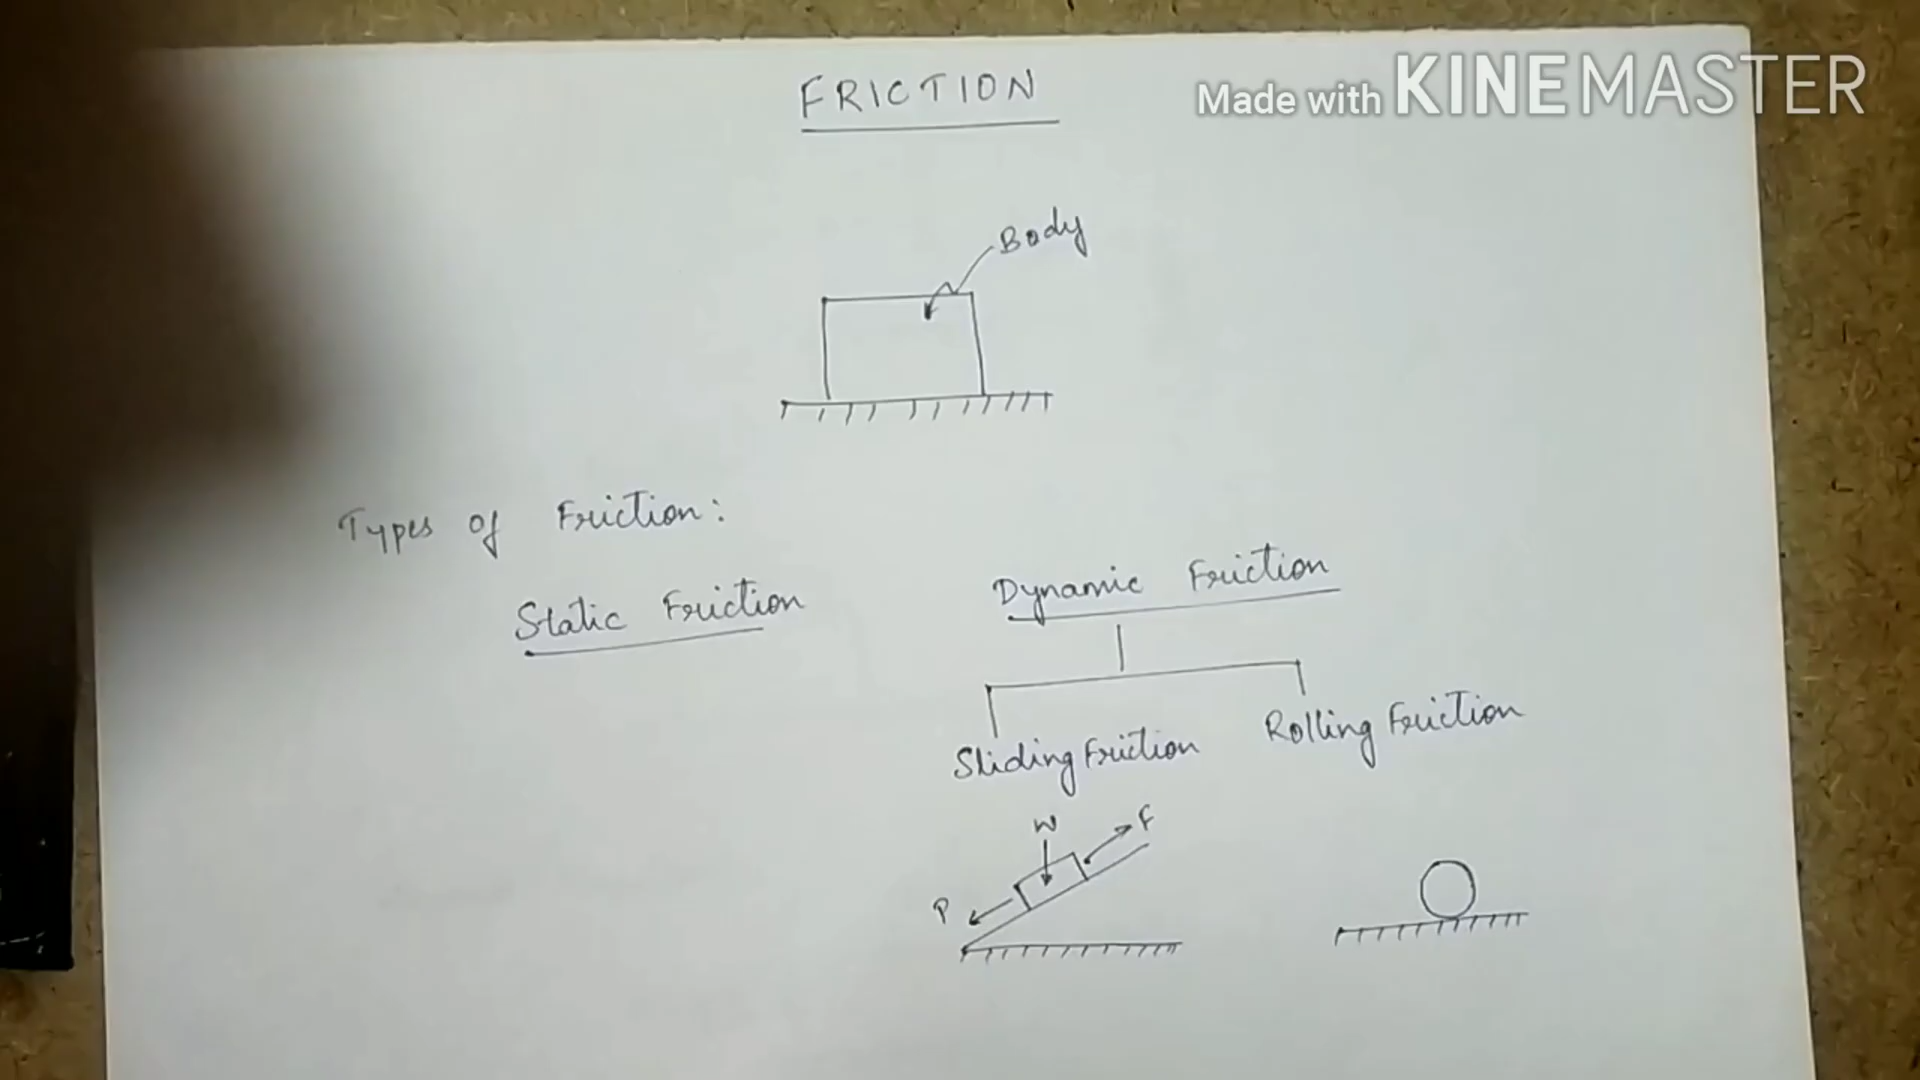 FRICTION
Made with KINEMASTER
Body
Types of Friction:
Static Friction
Dynamic Friction
Sliding Friction
Rolling Friction
W
F
P